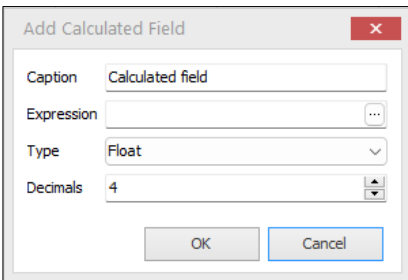 Add Calculated Field
Caption Calculated field
Expression ...
Type Float
Decimals 4
OK Cancel